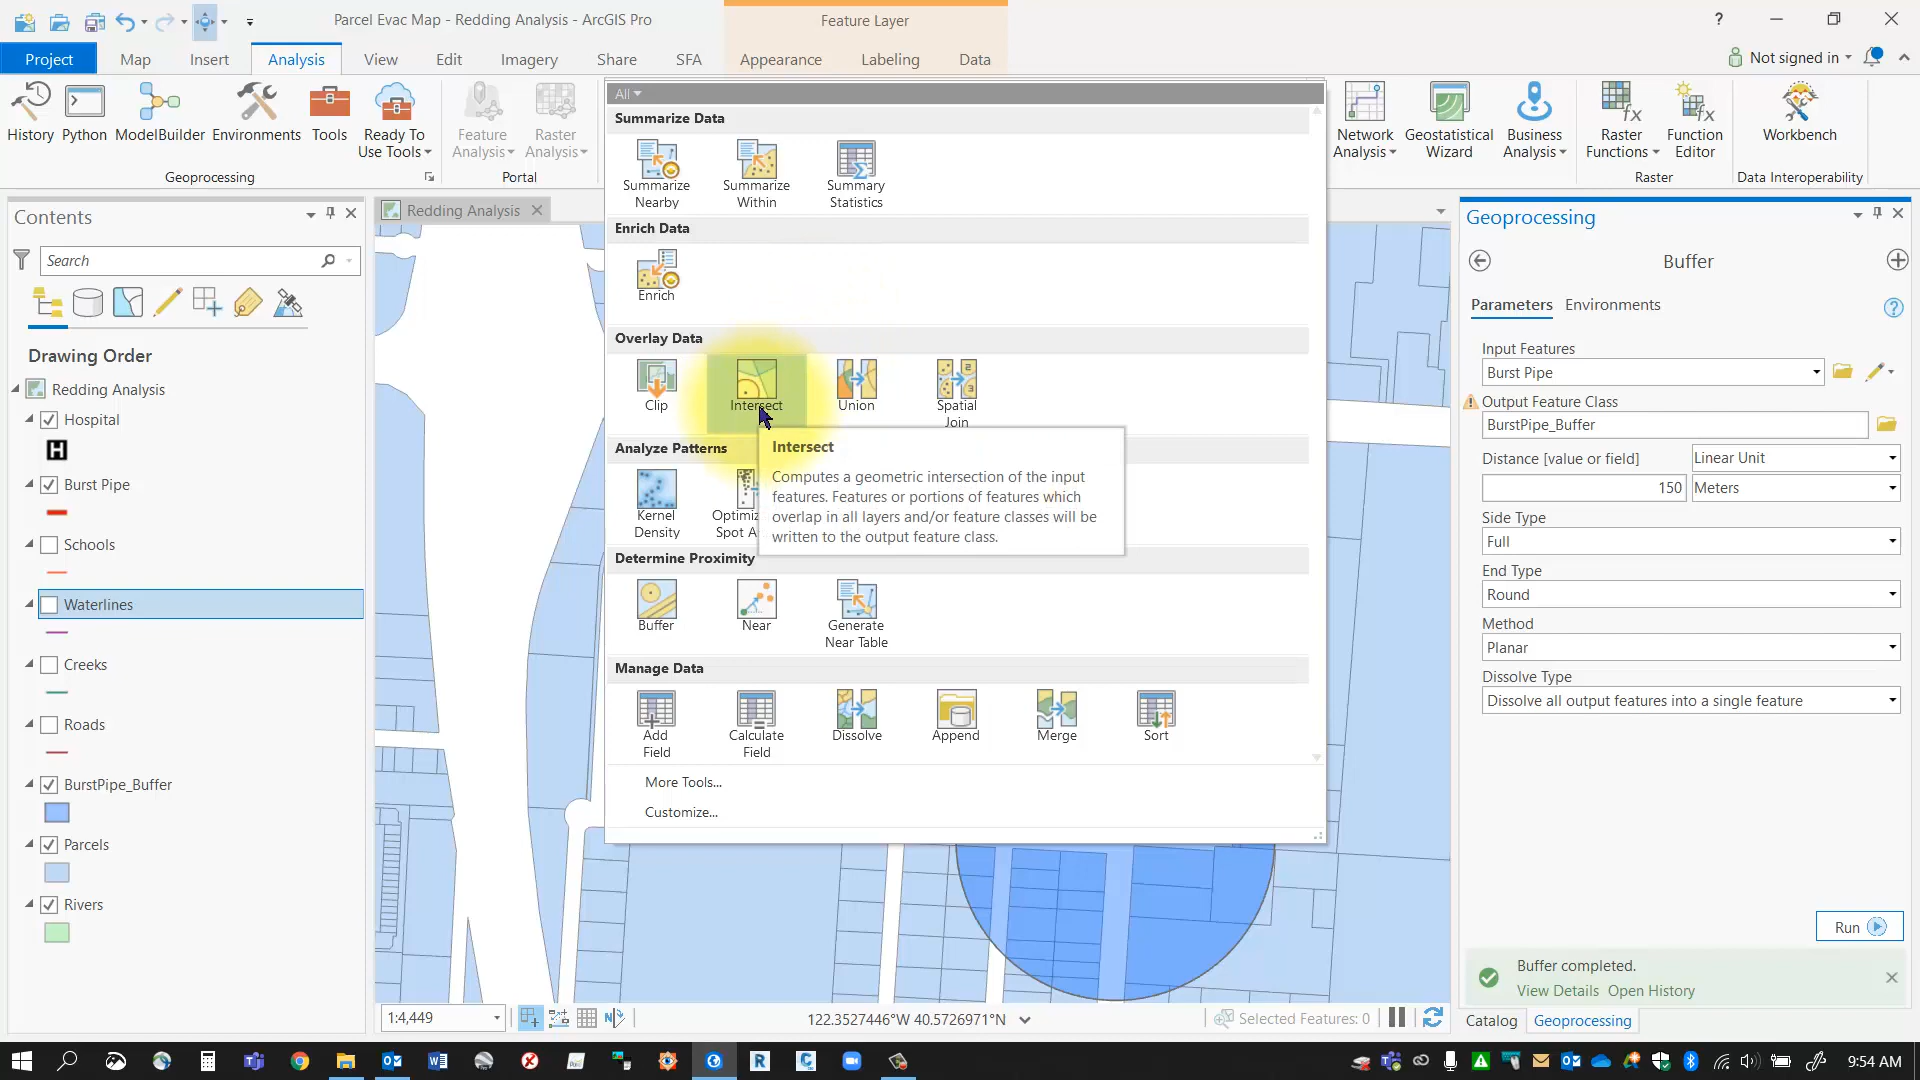 Parcel Evac Map - Redding Analysis - ArcGIS Pro
Feature Layer
?
Project
Map
Insert
Analysis
View
Edit
Imagery
Share
SFA
Appearance
Labeling
Data
Not signed in
History
Python
ModelBuilder
Environments
Tools
Ready To
Use Tools
Feature
Analysis
Raster
Analysis
Network
Analysis
Geostatistical
Wizard
Business
Analysis
Raster
Functions
Function
Editor
Workbench
Geoprocessing
Portal
Raster
Data Interoperability
All
Summarize Data
Summarize
Nearby
Summarize
Within
Summary
Statistics
Enrich Data
Enrich
Overlay Data
Clip
Intersect
Union
Spatial
Join
Analyze Patterns
Intersect
Computes a geometric intersection of the input
features. Features or portions of features which
overlap in all layers and/or feature classes will be
written to the output feature class.
Kernel
Density
Optimiz
Spot A
Determine Proximity
Buffer
Near
Generate
Near Table
Manage Data
Add
Field
Calculate
Field
Dissolve
Append
Merge
Sort
More Tools...
Customize...
Contents
Search
Drawing Order
Redding Analysis
Hospital
H
Burst Pipe
Schools
Waterlines
Creeks
Roads
BurstPipe_Buffer
Parcels
Rivers
Redding Analysis
1:4,449
122.3527446°W 40.5726971°N
Selected Features: 0
Geoprocessing
Buffer
Parameters
Environments
?
Input Features
Burst Pipe
Output Feature Class
BurstPipe_Buffer
Distance [value or field]
Linear Unit
150
Meters
Side Type
Full
End Type
Round
Method
Planar
Dissolve Type
Dissolve all output features into a single feature
Run
Buffer completed.
View Details
Open History
Catalog
Geoprocessing
9:54 AM